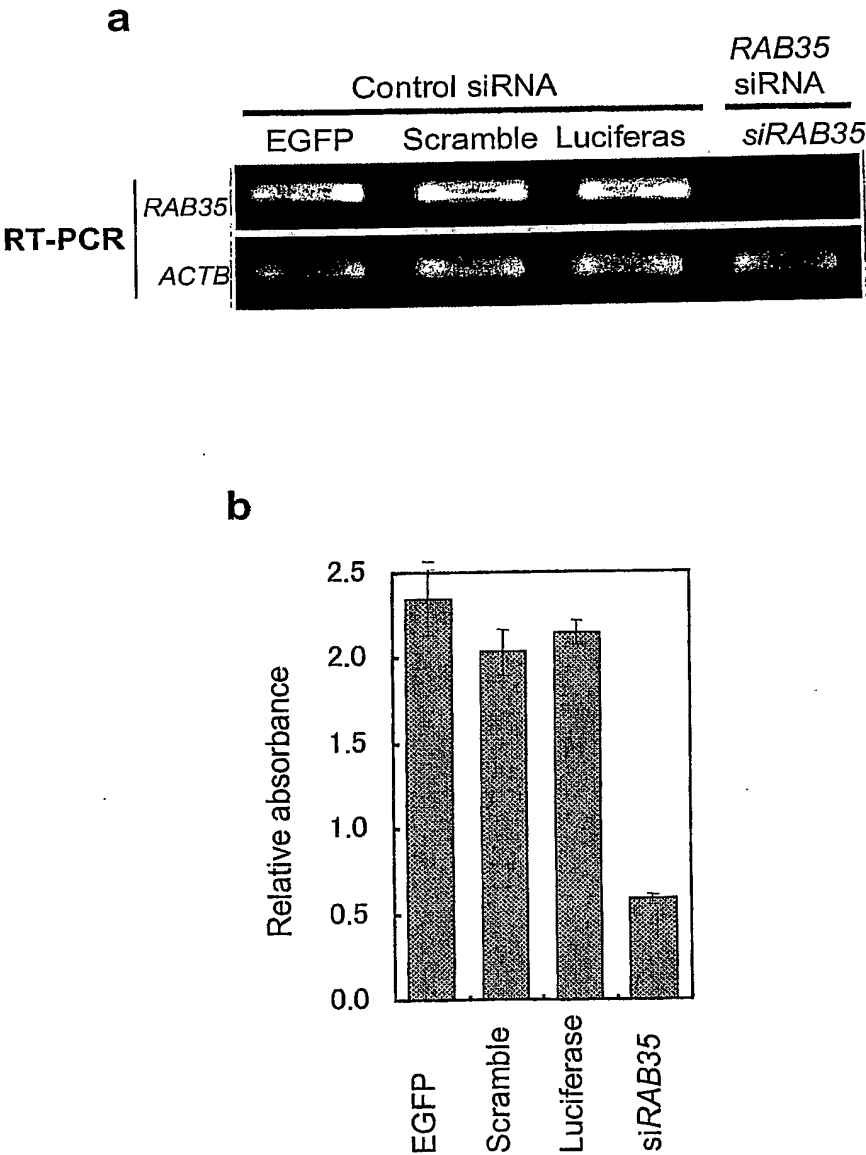 a
RAB35
Control siRNA siRNA
EGFP Scramble Luciferas siRAB35
RAB35
RT-PCR
ACTB
b
2.5
2.0
1.5
1.0
0.5
0.0
Relative absorbance
EGFP
Scramble
Luciferase
siRAB35